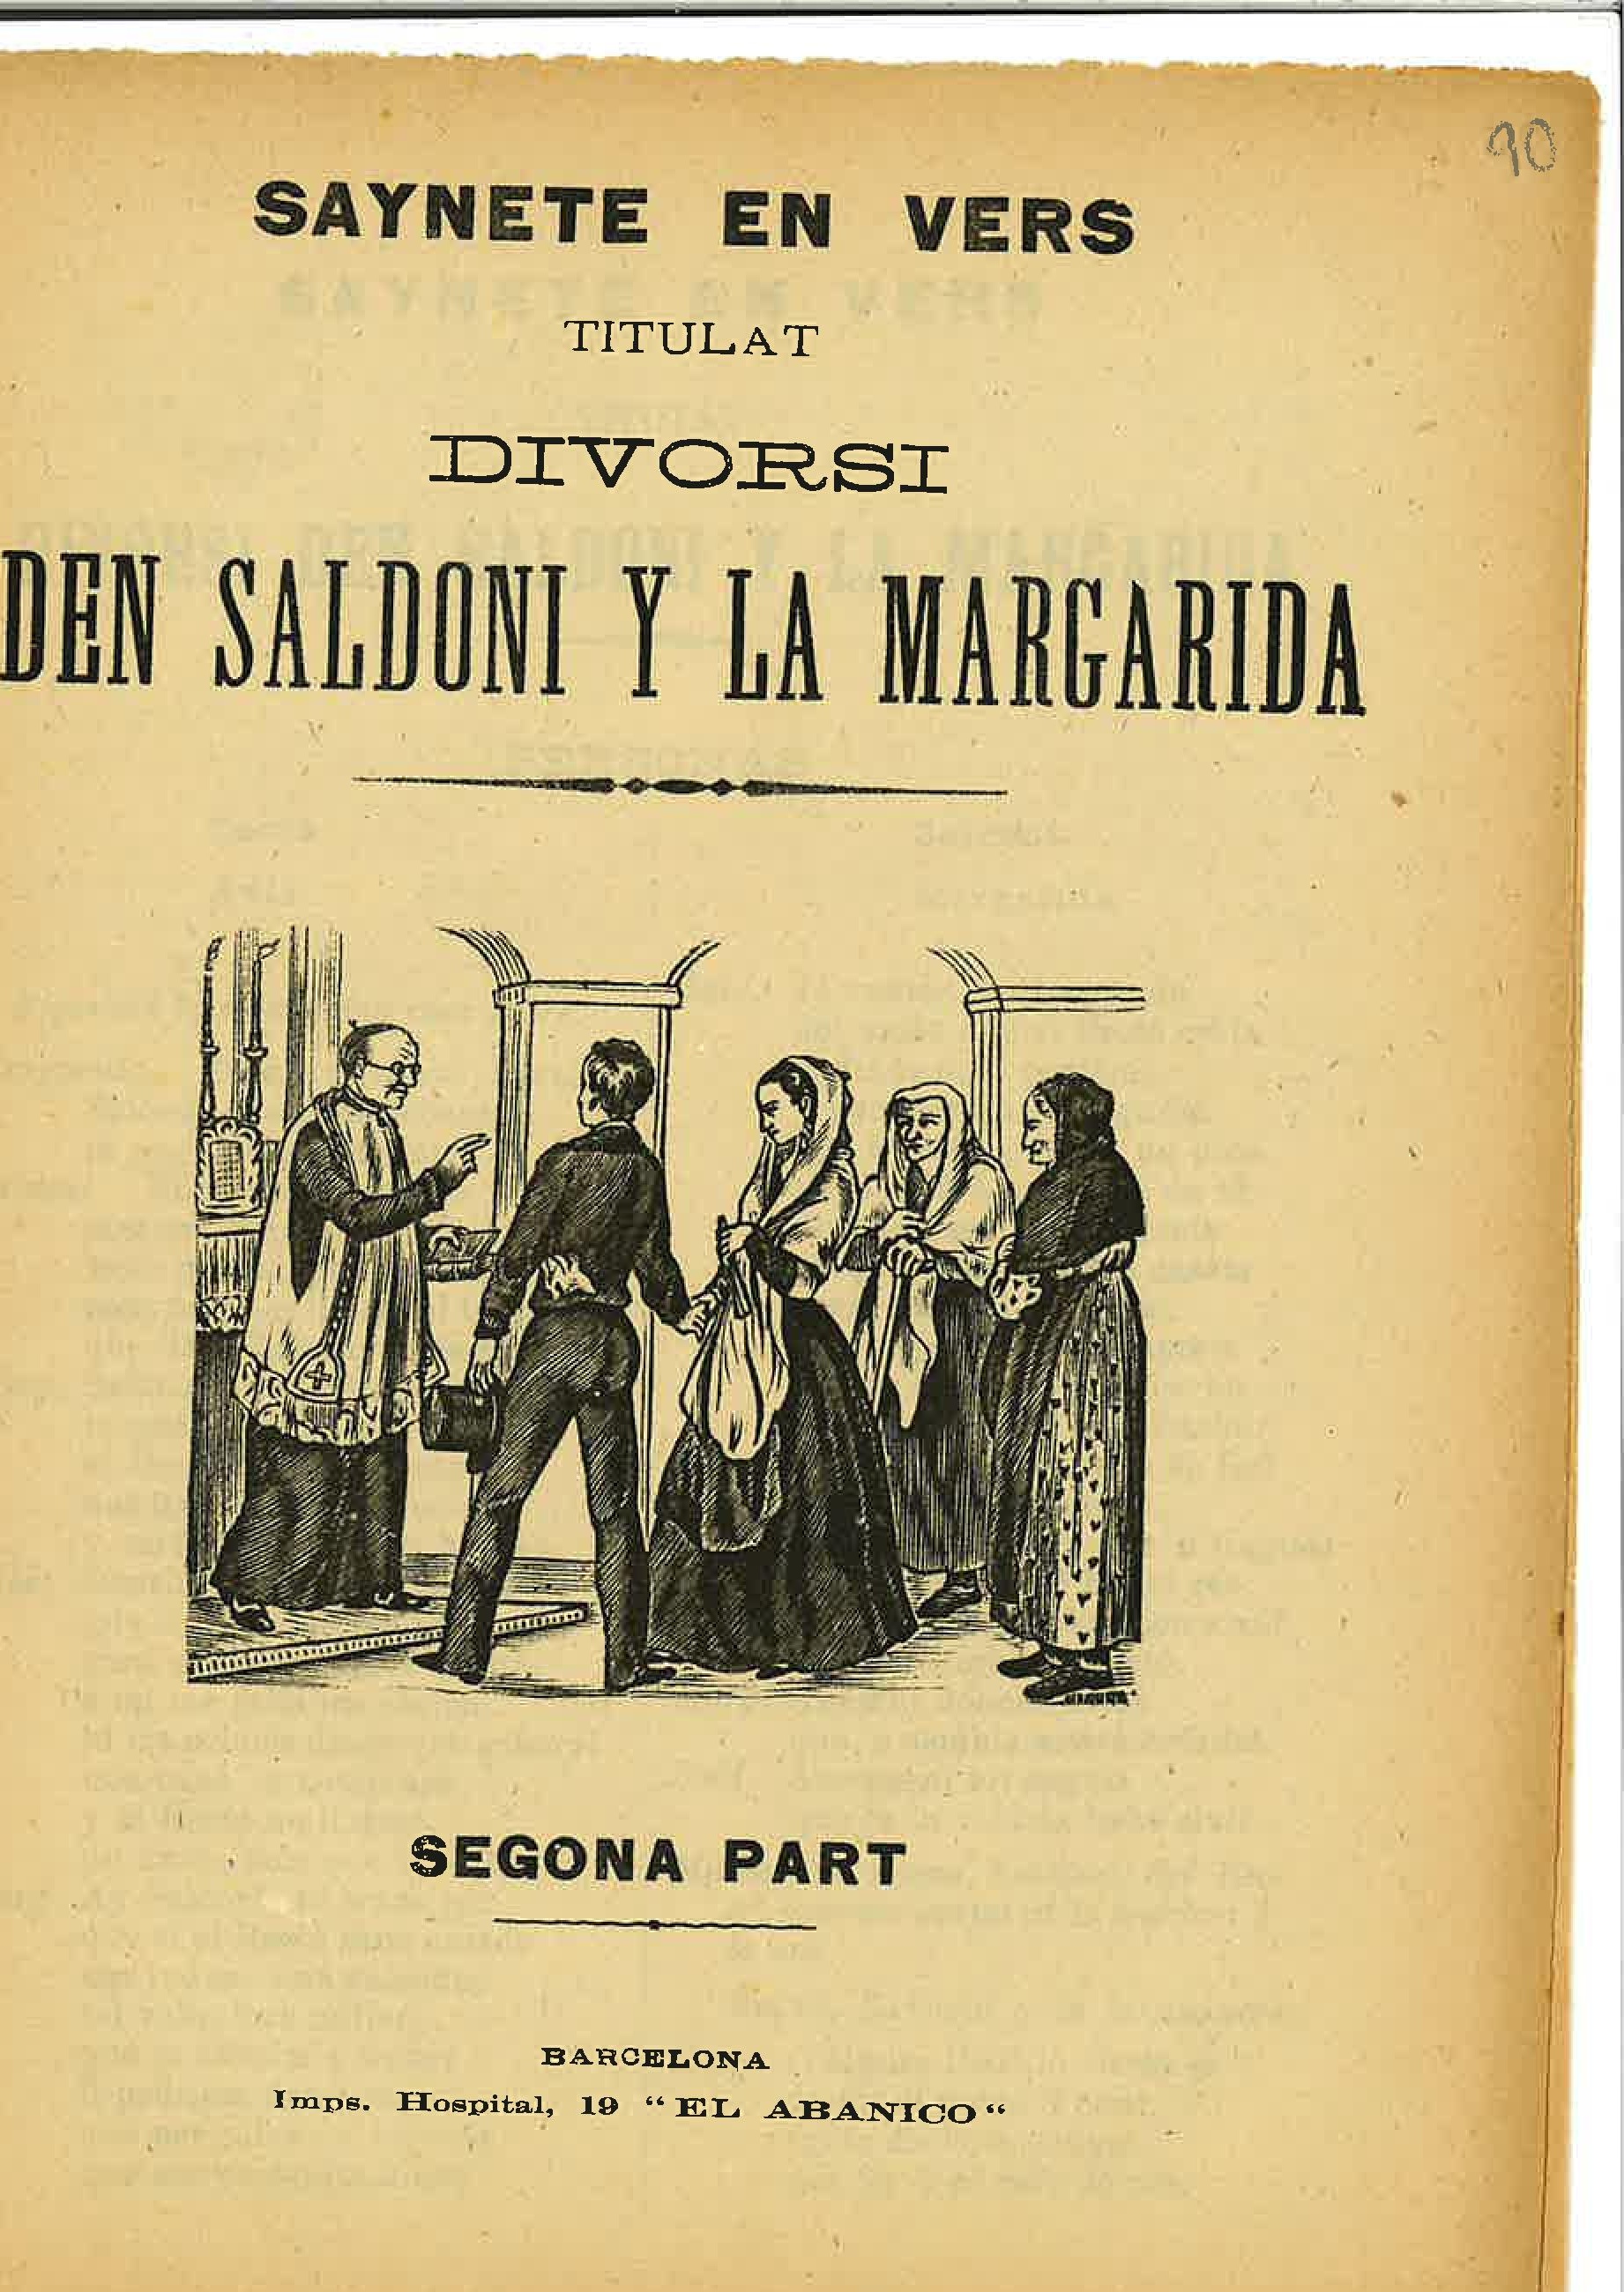 90
SAYNETE EN VERS
TITULAT
DIVORSI
DEN SALDONI Y LA MARGARIDA
SEGONA PART
BARCELONA
Imps. Hospital, 19 “EL ABANICO“